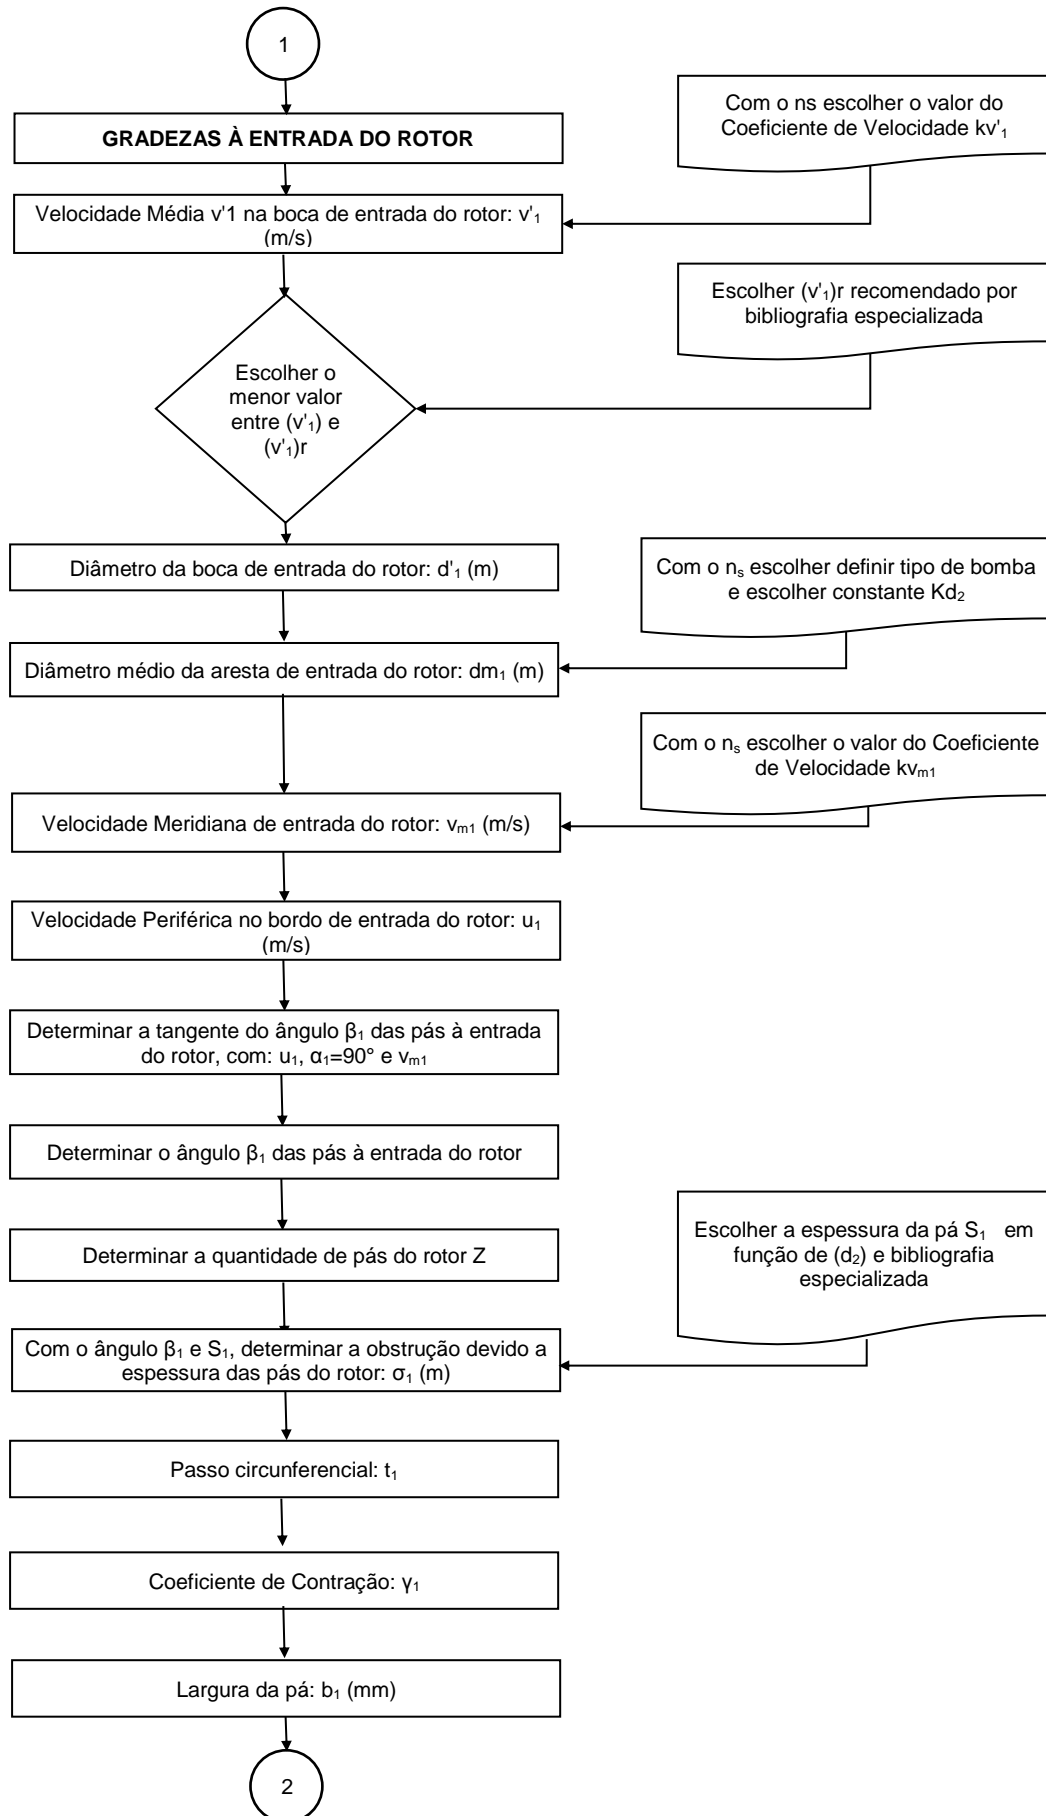 1
GRADEZAS À ENTRADA DO ROTOR
Com o ns escolher o valor do
Coeficiente de Velocidade kv'₁
Velocidade Média v'1 na boca de entrada do rotor: v'₁
(m/s)
Escolher (v'₁)r recomendado por
bibliografia especializada
Escolher o
menor valor
entre (v'₁) e
(v'₁)r
Diâmetro da boca de entrada do rotor: d'₁ (m)
Com o nₛ escolher definir tipo de bomba
e escolher constante Kd₂
Diâmetro médio da aresta de entrada do rotor: dm₁ (m)
Com o nₛ escolher o valor do Coeficiente
de Velocidade kvₘ₁
Velocidade Meridiana de entrada do rotor: vₘ₁ (m/s)
Velocidade Periférica no bordo de entrada do rotor: u₁
(m/s)
Determinar a tangente do ângulo β₁ das pás à entrada
do rotor, com: u₁, α₁=90° e vₘ₁
Determinar o ângulo β₁ das pás à entrada do rotor
Determinar a quantidade de pás do rotor Z
Escolher a espessura da pá S₁ em
função de (d₂) e bibliografia
especializada
Com o ângulo β₁ e S₁, determinar a obstrução devido a
espessura das pás do rotor: σ₁ (m)
Passo circunferencial: t₁
Coeficiente de Contração: γ₁
Largura da pá: b₁ (mm)
2